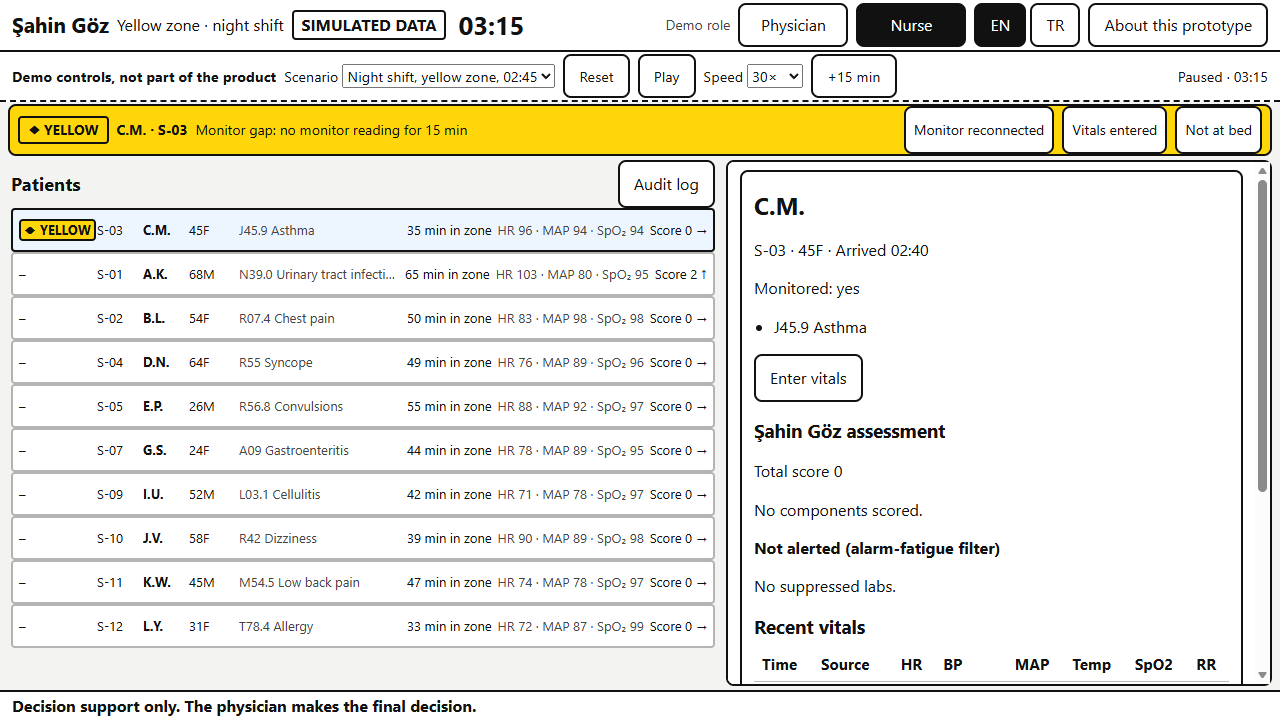 Şahin Göz Yellow zone · night shift SIMULATED DATA 03:15 Demo role Physician Nurse EN TR About this prototype
Demo controls, not part of the product Scenario Night shift, yellow zone, 02:45 Reset Play Speed 30× +15 min Paused · 03:15
◆ YELLOW C.M. · S-03 Monitor gap: no monitor reading for 15 min Monitor reconnected Vitals entered Not at bed
Patients Audit log
◆ YELLOW S-03 C.M. 45F J45.9 Asthma 35 min in zone HR 96 · MAP 94 · SpO₂ 94 Score 0 →
– S-01 A.K. 68M N39.0 Urinary tract infecti... 65 min in zone HR 103 · MAP 80 · SpO₂ 95 Score 2 ↑
– S-02 B.L. 54F R07.4 Chest pain 50 min in zone HR 83 · MAP 98 · SpO₂ 98 Score 0 →
– S-04 D.N. 64F R55 Syncope 49 min in zone HR 76 · MAP 89 · SpO₂ 96 Score 0 →
– S-05 E.P. 26M R56.8 Convulsions 55 min in zone HR 88 · MAP 92 · SpO₂ 97 Score 0 →
– S-07 G.S. 24F A09 Gastroenteritis 44 min in zone HR 78 · MAP 89 · SpO₂ 95 Score 0 →
– S-09 I.U. 52M L03.1 Cellulitis 42 min in zone HR 71 · MAP 78 · SpO₂ 97 Score 0 →
– S-10 J.V. 58F R42 Dizziness 39 min in zone HR 90 · MAP 89 · SpO₂ 98 Score 0 →
– S-11 K.W. 45M M54.5 Low back pain 47 min in zone HR 74 · MAP 78 · SpO₂ 97 Score 0 →
– S-12 L.Y. 31F T78.4 Allergy 33 min in zone HR 72 · MAP 87 · SpO₂ 99 Score 0 →
C.M.
S-03 · 45F · Arrived 02:40
Monitored: yes
• J45.9 Asthma
Enter vitals
Şahin Göz assessment
Total score 0
No components scored.
Not alerted (alarm-fatigue filter)
No suppressed labs.
Recent vitals
Time Source HR BP MAP Temp SpO2 RR
Decision support only. The physician makes the final decision.